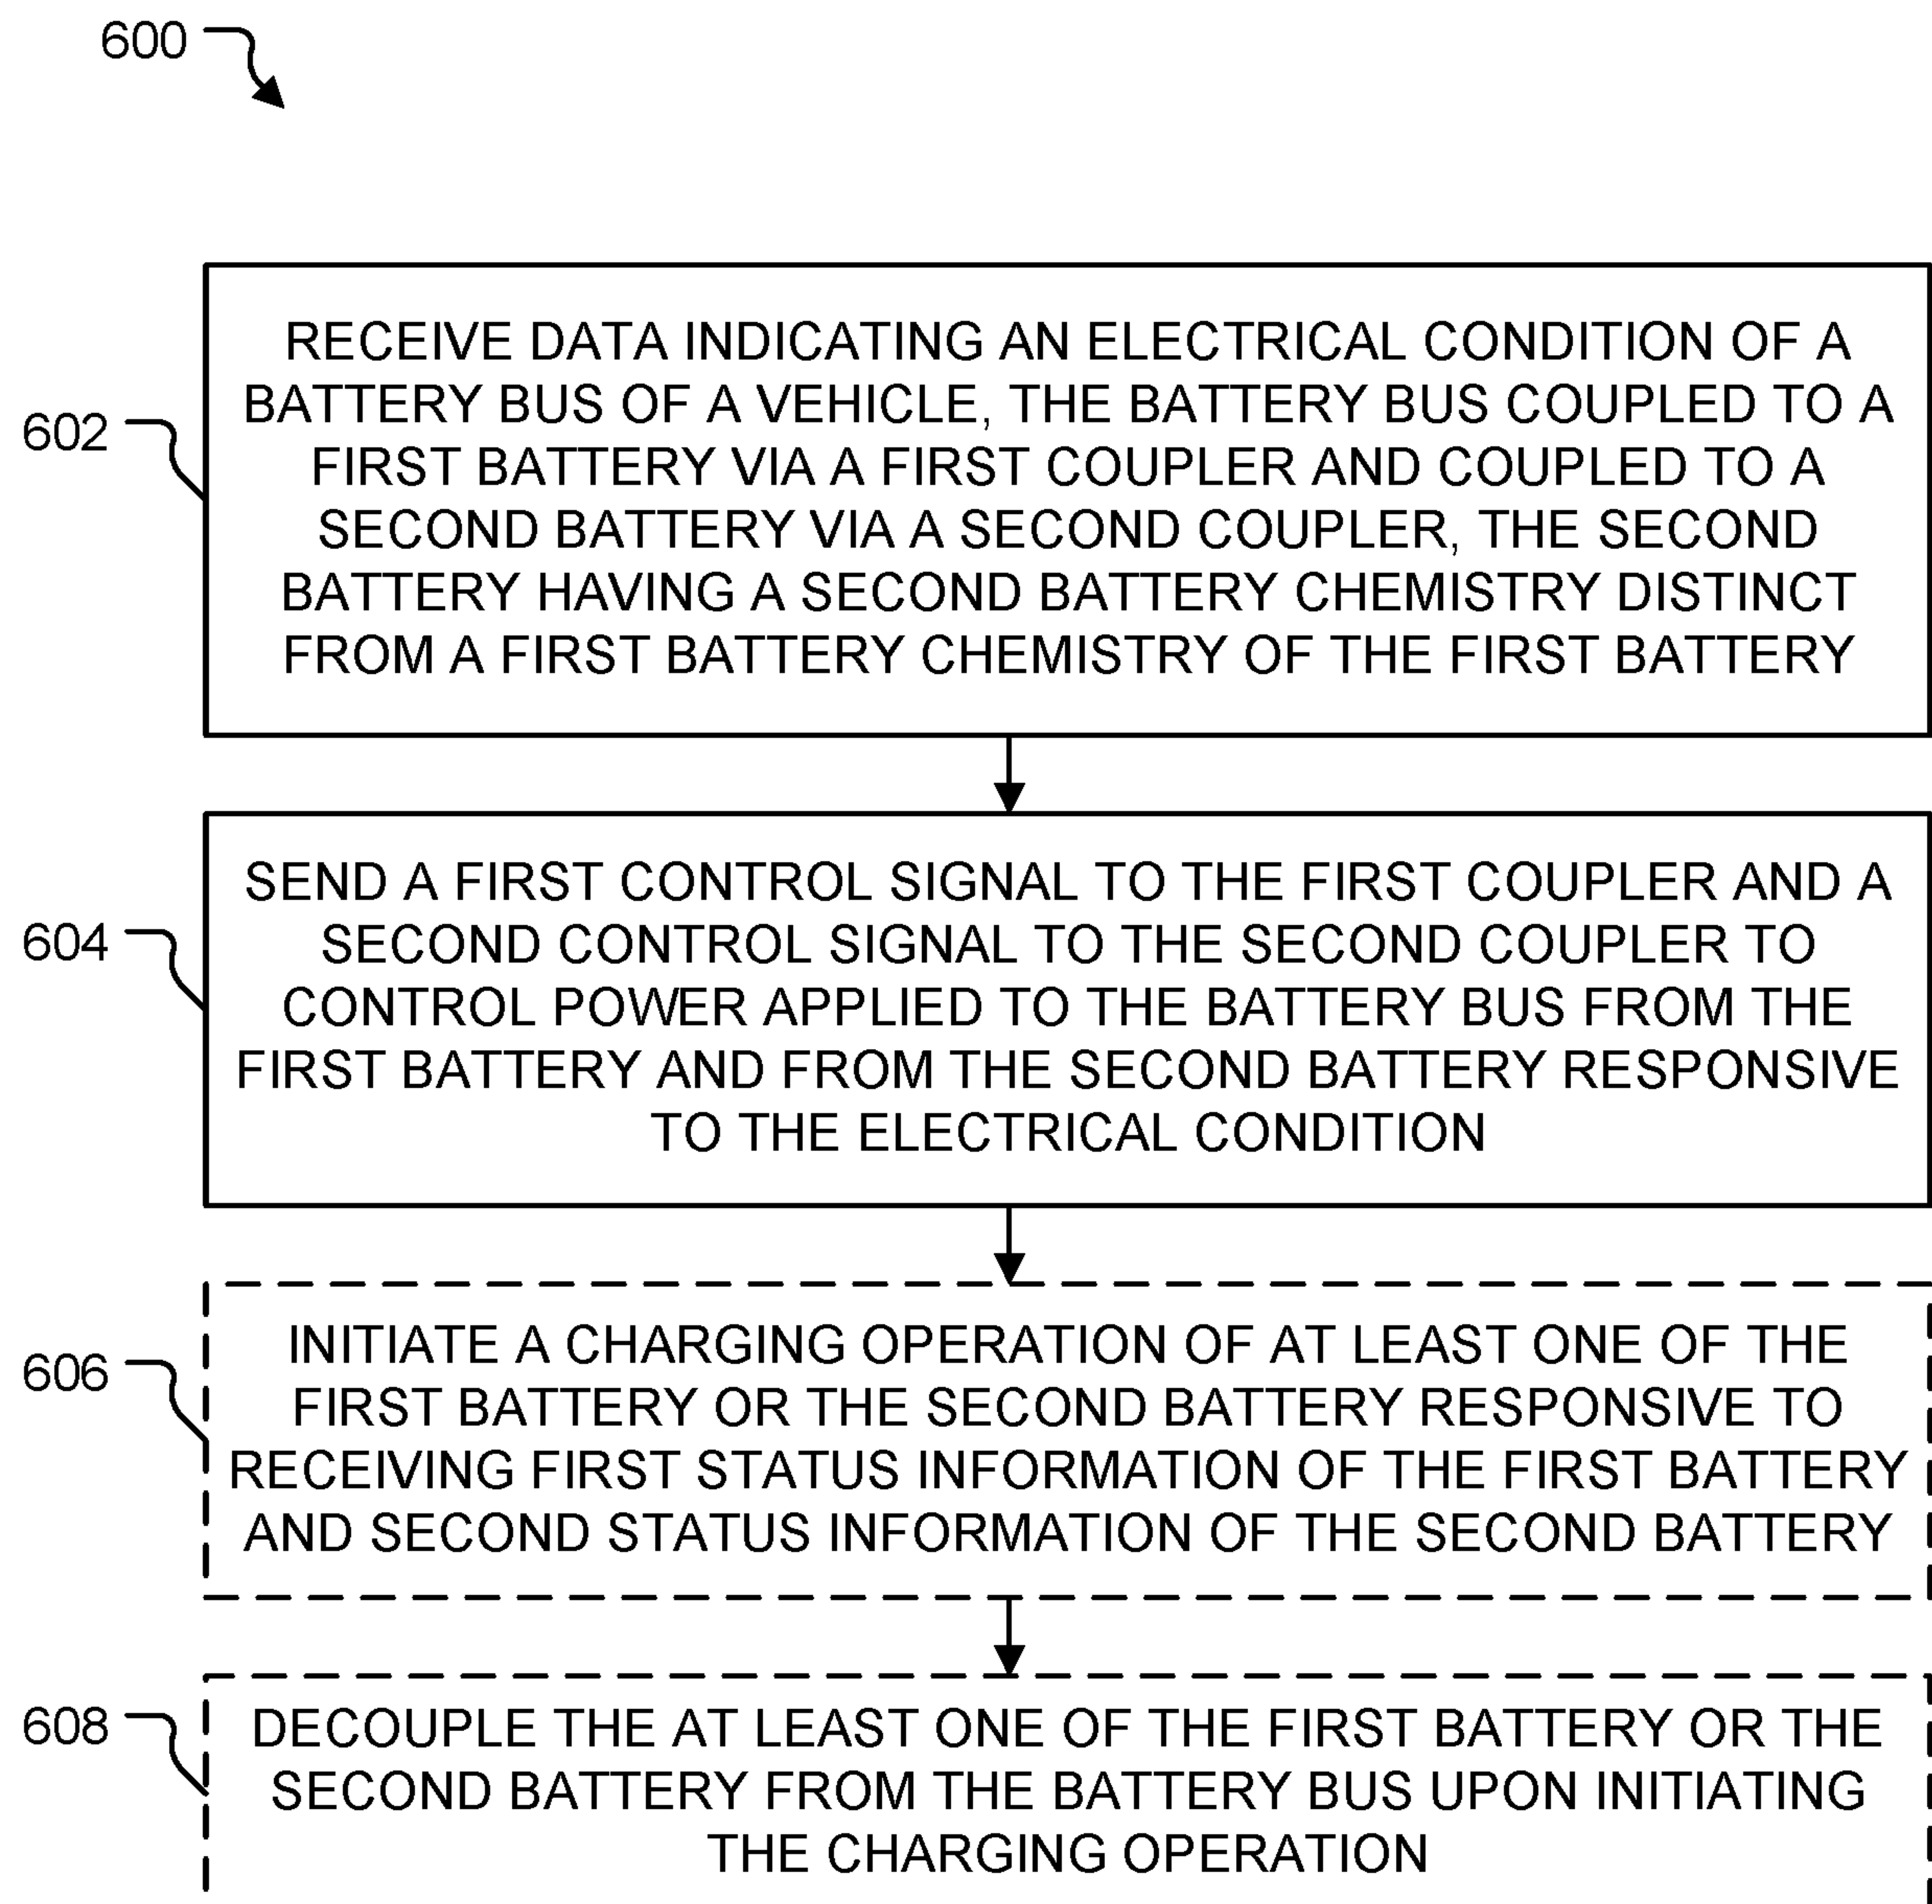 600
602
RECEIVE DATA INDICATING AN ELECTRICAL CONDITION OF A
BATTERY BUS OF A VEHICLE, THE BATTERY BUS COUPLED TO A
FIRST BATTERY VIA A FIRST COUPLER AND COUPLED TO A
SECOND BATTERY VIA A SECOND COUPLER, THE SECOND
BATTERY HAVING A SECOND BATTERY CHEMISTRY DISTINCT
FROM A FIRST BATTERY CHEMISTRY OF THE FIRST BATTERY
604
SEND A FIRST CONTROL SIGNAL TO THE FIRST COUPLER AND A
SECOND CONTROL SIGNAL TO THE SECOND COUPLER TO
CONTROL POWER APPLIED TO THE BATTERY BUS FROM THE
FIRST BATTERY AND FROM THE SECOND BATTERY RESPONSIVE
TO THE ELECTRICAL CONDITION
606
INITIATE A CHARGING OPERATION OF AT LEAST ONE OF THE
FIRST BATTERY OR THE SECOND BATTERY RESPONSIVE TO
RECEIVING FIRST STATUS INFORMATION OF THE FIRST BATTERY
AND SECOND STATUS INFORMATION OF THE SECOND BATTERY
608
DECOUPLE THE AT LEAST ONE OF THE FIRST BATTERY OR THE
SECOND BATTERY FROM THE BATTERY BUS UPON INITIATING
THE CHARGING OPERATION